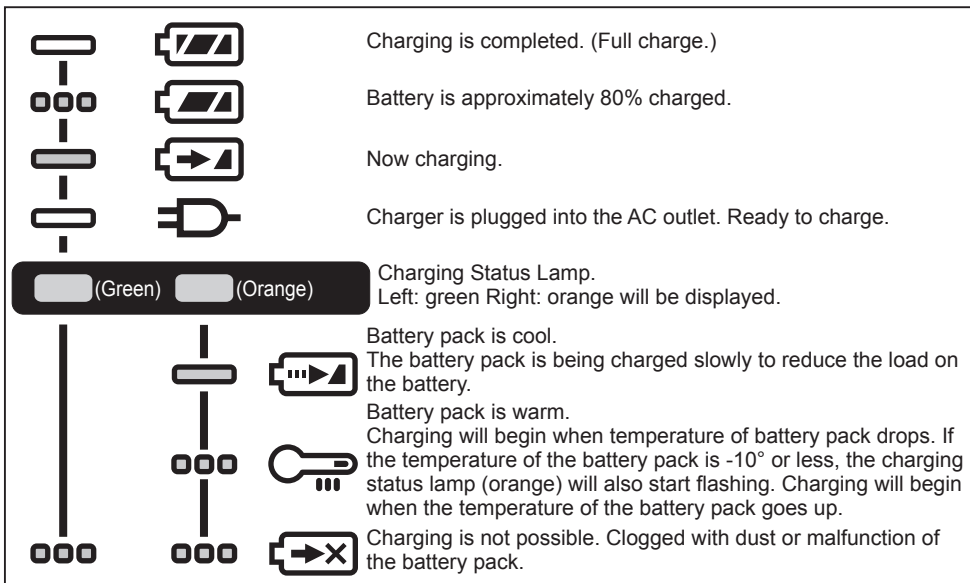 Charging is completed. (Full charge.)
Battery is approximately 80% charged.
Now charging.
Charger is plugged into the AC outlet. Ready to charge.
(Green) (Orange)
Charging Status Lamp.
Left: green Right: orange will be displayed.
Battery pack is cool.
The battery pack is being charged slowly to reduce the load on
the battery.
Battery pack is warm.
Charging will begin when temperature of battery pack drops. If
the temperature of the battery pack is -10° or less, the charging
status lamp (orange) will also start flashing. Charging will begin
when the temperature of the battery pack goes up.
Charging is not possible. Clogged with dust or malfunction of
the battery pack.